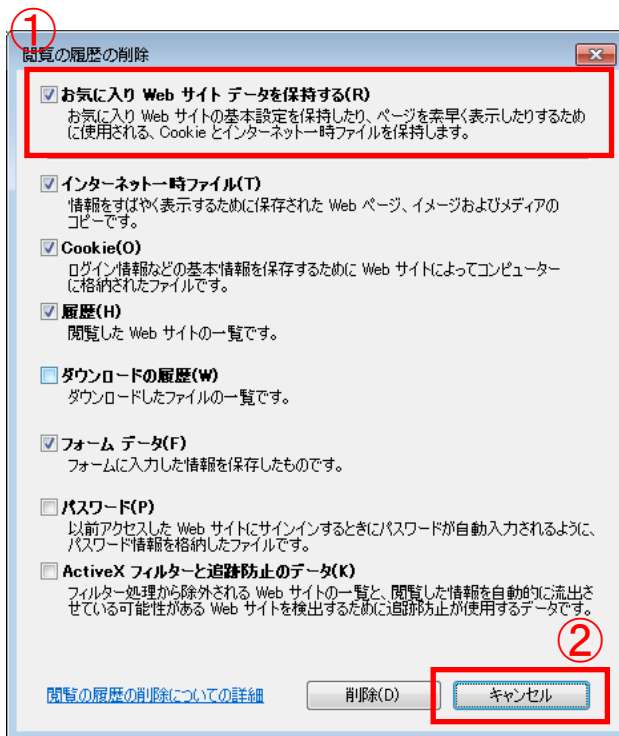 ①
閲覧の履歴の削除
お気に入り Web サイト データを保持する(R)
お気に入り Web サイトの基本設定を保持したり、ページを素早く表示したりするため
に使用される、Cookie とインターネット一時ファイルを保持します。
インターネット一時ファイル(T)
情報をすばやく表示するために保存された Web ページ、イメージおよびメディアの
コピーです。
Cookie(O)
ログイン情報などの基本情報を保存するために Web サイトによってコンピューター
に格納されたファイルです。
履歴(H)
閲覧した Web サイトの一覧です。
ダウンロードの履歴(W)
ダウンロードしたファイルの一覧です。
フォーム データ(F)
フォームに入力した情報を保存したものです。
パスワード(P)
以前アクセスした Web サイトにサインインするときにパスワードが自動入力されるように、
パスワード情報を格納したファイルです。
ActiveX フィルターと追跡防止のデータ(K)
フィルター処理から除外される Web サイトの一覧と、閲覧した情報を自動的に流出さ
せている可能性がある Web サイトを検出するために追跡防止が使用するデータです。
②
閲覧の履歴の削除についての詳細
削除(D)
キャンセル